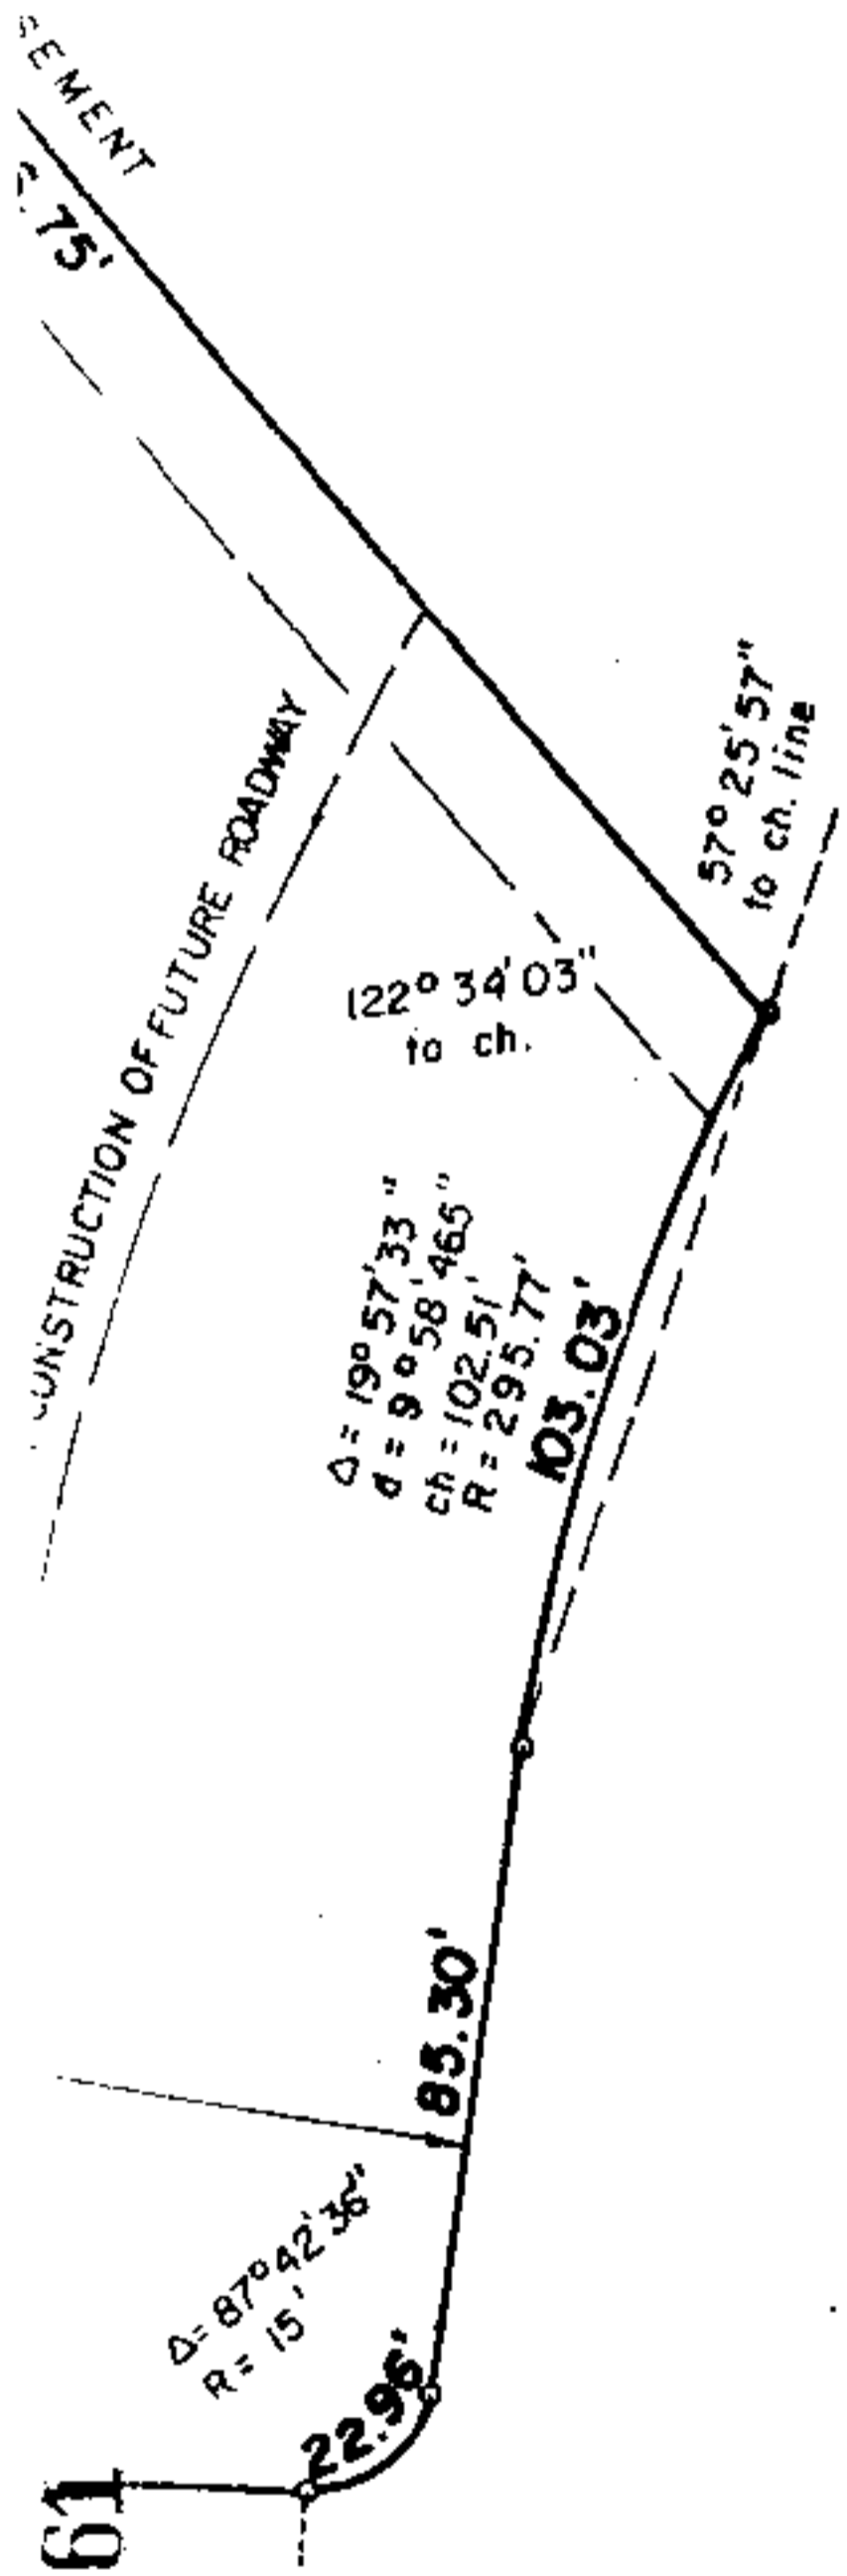 SEMENT
.75'
CONSTRUCTION OF FUTURE ROADWAY
57° 25' 57"
to ch. line
122° 34' 03"
to ch.
Δ = 19° 57' 33"
d = 9° 58' 46.5"
ch = 102.51'
R = 295.77'
103.03'
85.30'
Δ = 87° 42' 36"
R = 15'
22.96'
61